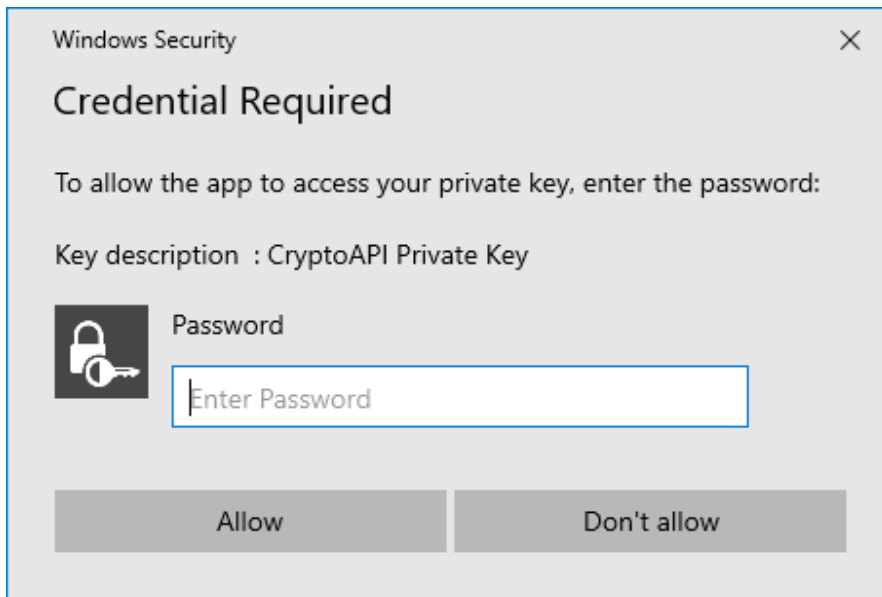 Windows Security
Credential Required
To allow the app to access your private key, enter the password:
Key description  : CryptoAPI Private Key
Password
Enter Password
Allow
Don't allow